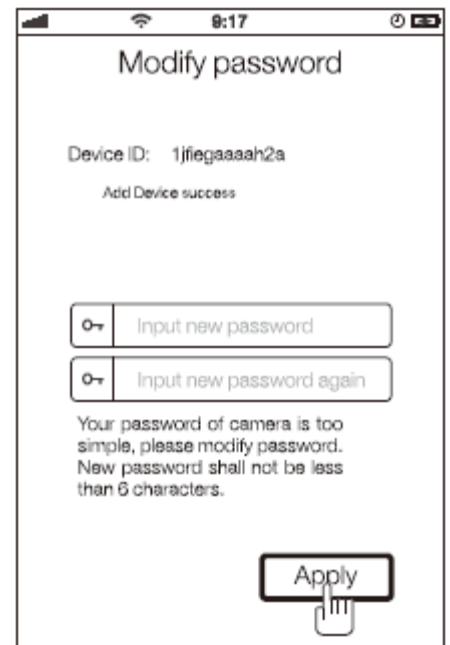 9:17
Modify password
Device ID: 1jfiegaaaah2a
Add Device success
Input new password
Input new password again
Your password of camera is too
simple, please modify password.
New password shall not be less
than 6 characters.
Apply